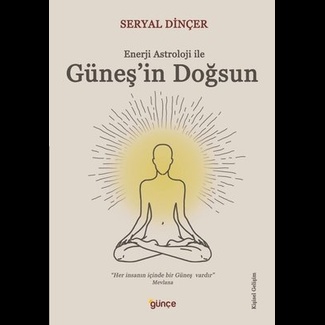 SERYAL DİNÇER
Enerji Astroloji ile
Güneş'in Doğsun
"Her insanın içinde bir Güneş vardır"
Mevlana
günçe
Kişisel Gelişim